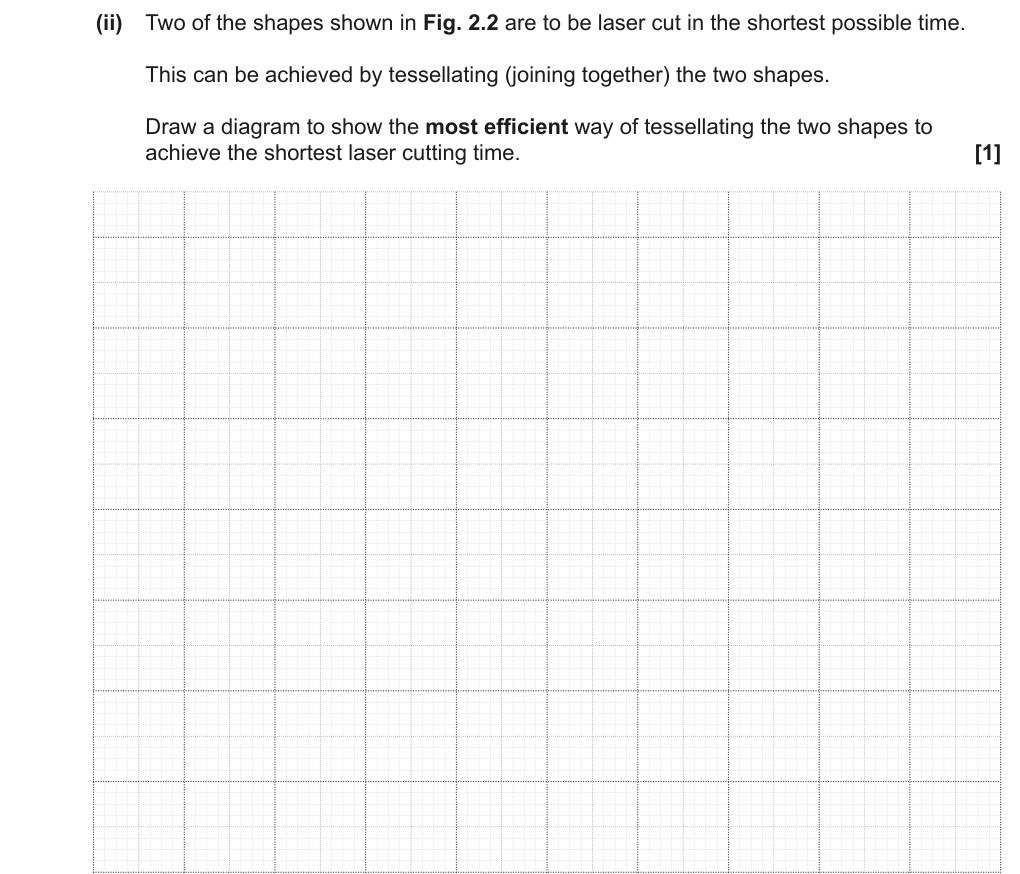 (ii) Two of the shapes shown in Fig. 2.2 are to be laser cut in the shortest possible time.
This can be achieved by tessellating (joining together) the two shapes.
Draw a diagram to show the most efficient way of tessellating the two shapes to
achieve the shortest laser cutting time. [1]